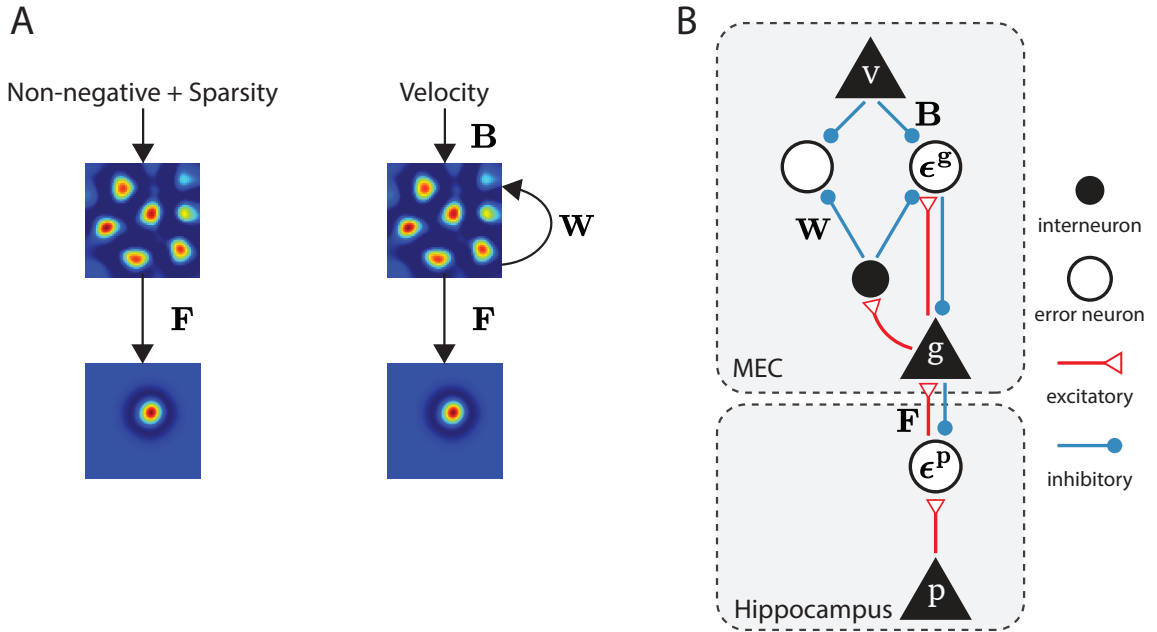 A
Non-negative + Sparsity
Velocity
B
F
W
F
B
v
B
ϵ^g
W
g
MEC
F
ϵ^p
p
Hippocampus
interneuron
error neuron
excitatory
inhibitory